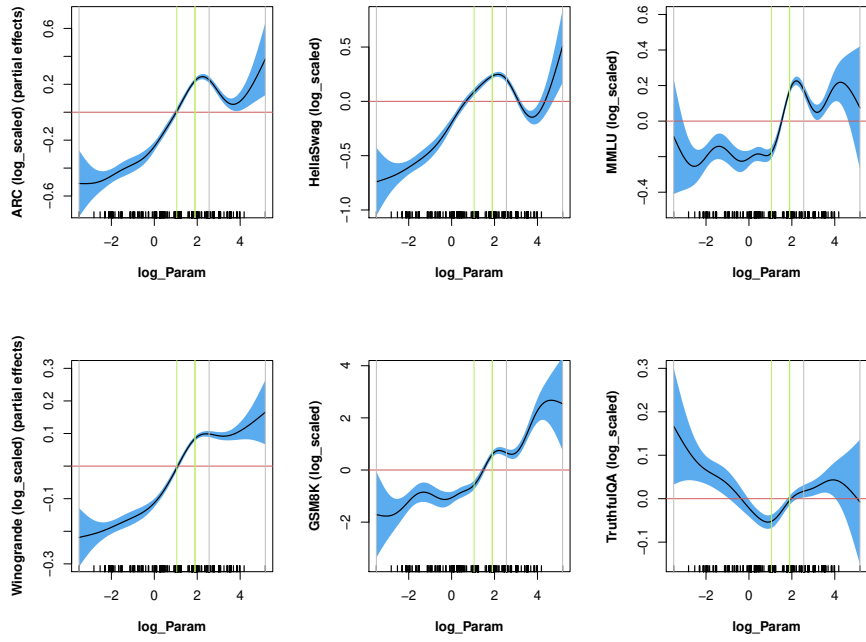 ARC (log_scaled) (partial effects)
0.6
0.2
−0.2
−0.6
−2 0 2 4
log_Param
HellaSwag (log_scaled)
0.5
0.0
−0.5
−1.0
−2 0 2 4
log_Param
MMLU (log_scaled)
0.4
0.2
0.0
−0.4
−2 0 2 4
log_Param
Winogrande (log_scaled) (partial effects)
0.3
0.1
−0.1
−0.3
−2 0 2 4
log_Param
GSM8K (log_scaled)
4
2
0
−2
−2 0 2 4
log_Param
TruthfulQA (log_scaled)
0.3
0.2
0.1
0.0
−0.1
−2 0 2 4
log_Param